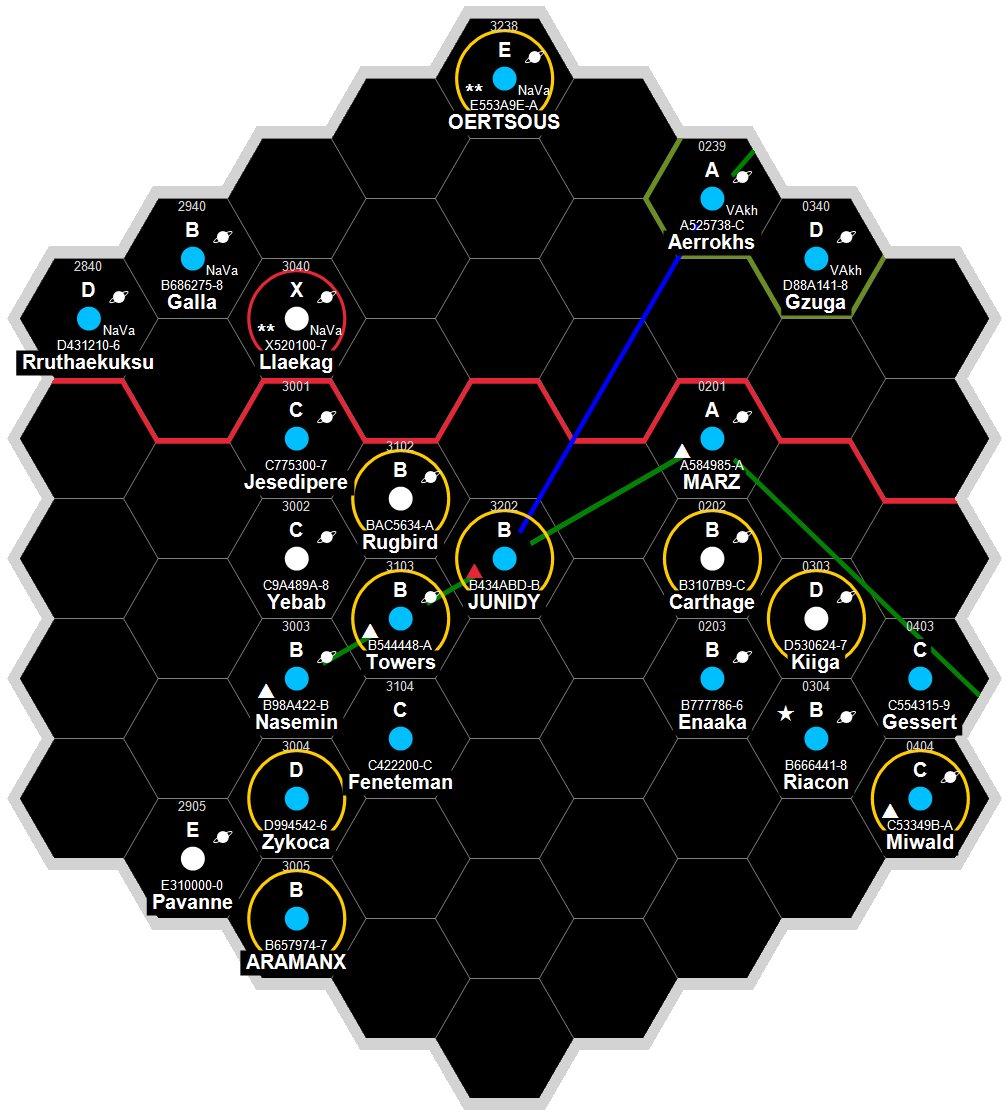 3238
E
** NaVa
E553A9E-A
OERTSOUS
0239
A
VAkh
A525738-C
Aerrokhs
2940
B
NaVa
B686275-8
Galla
0340
D
VAkh
D88A141-8
Gzuga
2840
D
NaVa
D431210-6
Rruthaekuksu
3040
X
** NaVa
X520100-7
Llaekag
3001
C
C775300-7
Jesedipere
0201
A
A584985-A
MARZ
3102
B
BAC5634-A
Rugbird
3002
C
C9A489A-8
Yebab
3202
B
B434ABD-B
JUNIDY
0202
B
B3107B9-C
Carthage
3103
B
B544448-A
Towers
0303
D
D530624-7
Kiiga
3003
B
B98A422-B
Nasemin
0203
B
B777786-6
Enaaka
0403
C
C554315-9
Gessert
3104
C
C422200-C
Feneteman
0304
B
B666441-8
Riacon
3004
D
D994542-6
Zykoca
0404
C
C53349B-A
Miwald
2905
E
E310000-0
Pavanne
3005
B
B657974-7
ARAMANX